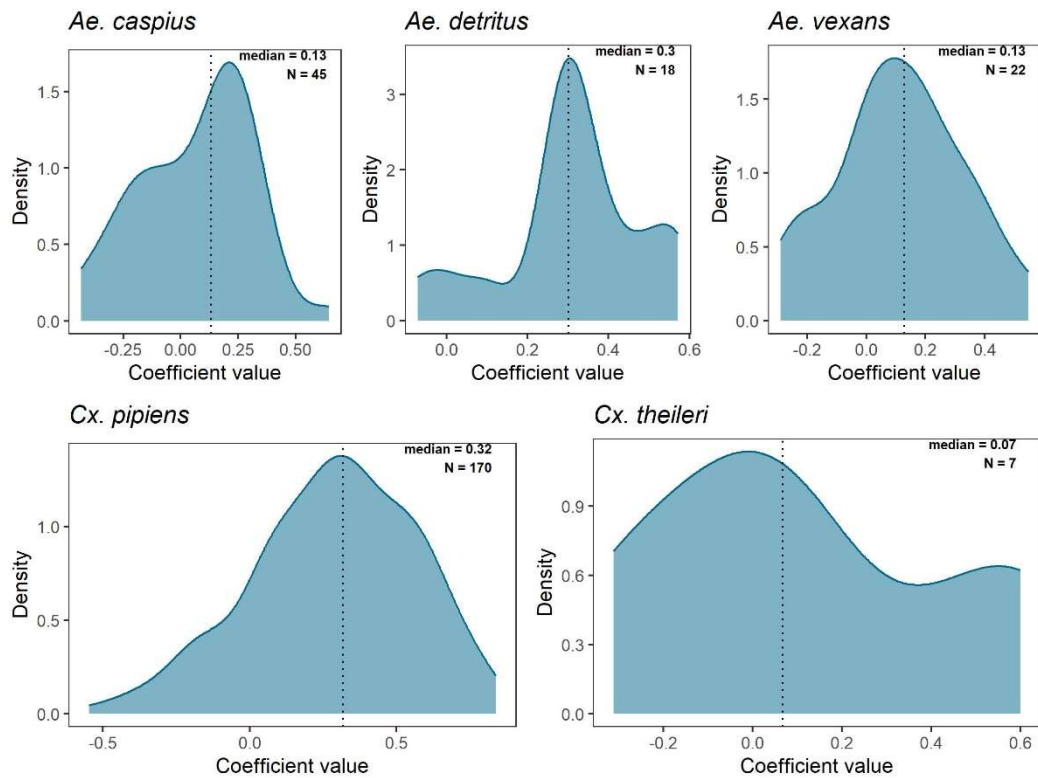 Ae. caspius
median = 0.13
N = 45
1.5
1.0
0.5
0.0
Density
-0.25 0.00 0.25 0.50
Coefficient value
Ae. detritus
median = 0.3
N = 18
3
2
1
0
Density
0.0 0.2 0.4 0.6
Coefficient value
Ae. vexans
median = 0.13
N = 22
1.5
1.0
0.5
0.0
Density
-0.2 0.0 0.2 0.4
Coefficient value
Cx. pipiens
median = 0.32
N = 170
1.0
0.5
0.0
Density
-0.5 0.0 0.5
Coefficient value
Cx. theileri
median = 0.07
N = 7
0.9
0.6
0.3
0.0
Density
-0.2 0.0 0.2 0.4 0.6
Coefficient value